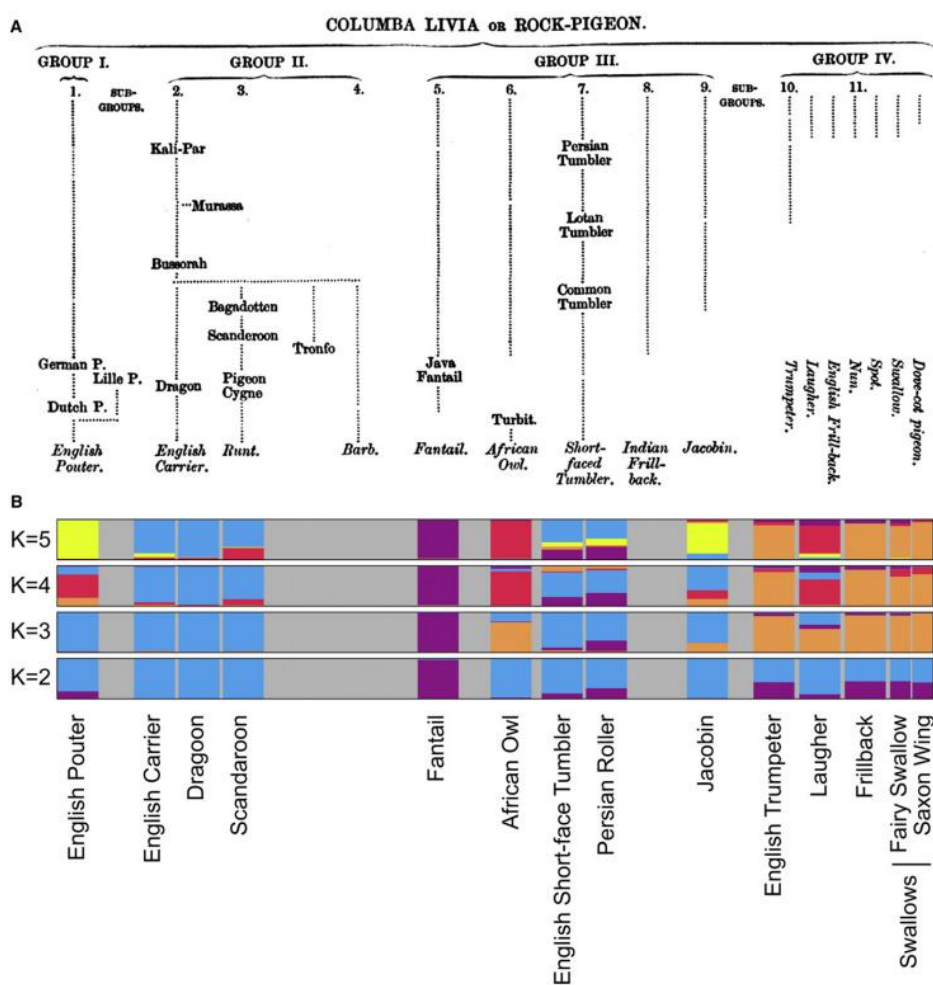 A
COLUMBA LIVIA OR ROCK-PIGEON.
GROUP I. GROUP II. GROUP III. GROUP IV.
1. SUB-GROUPS. 2. 3. 4. 5. 6. 7. 8. 9. SUB-GROUPS. 10. 11.
Kali-Par
Persian
Tumbler
Murassa
Lotan
Tumbler
Bussorah
Common
Tumbler
Bagadotten
Scanderoon
Tronfo
German P.
Lille P.
Java
Fantail
Dragon
Pigeon
Cygne
Dutch P.
Turbit.
English
Pouter.
English
Carrier.
Runt.
Barb.
Fantail.
African
Owl.
Short-
faced
Tumbler.
Indian
Frill-
back.
Jacobin.
Trumpeter.
Laugher.
English Frill-back.
Nun.
Spot.
Swallow.
Dove-cot pigeon.
B
K=5
K=4
K=3
K=2
English Pouter
English Carrier
Dragoon
Scandaroon
Fantail
African Owl
English Short-face Tumbler
Persian Roller
Jacobin
English Trumpeter
Laugher
Frillback
Fairy Swallow
Saxon Wing
Swallows